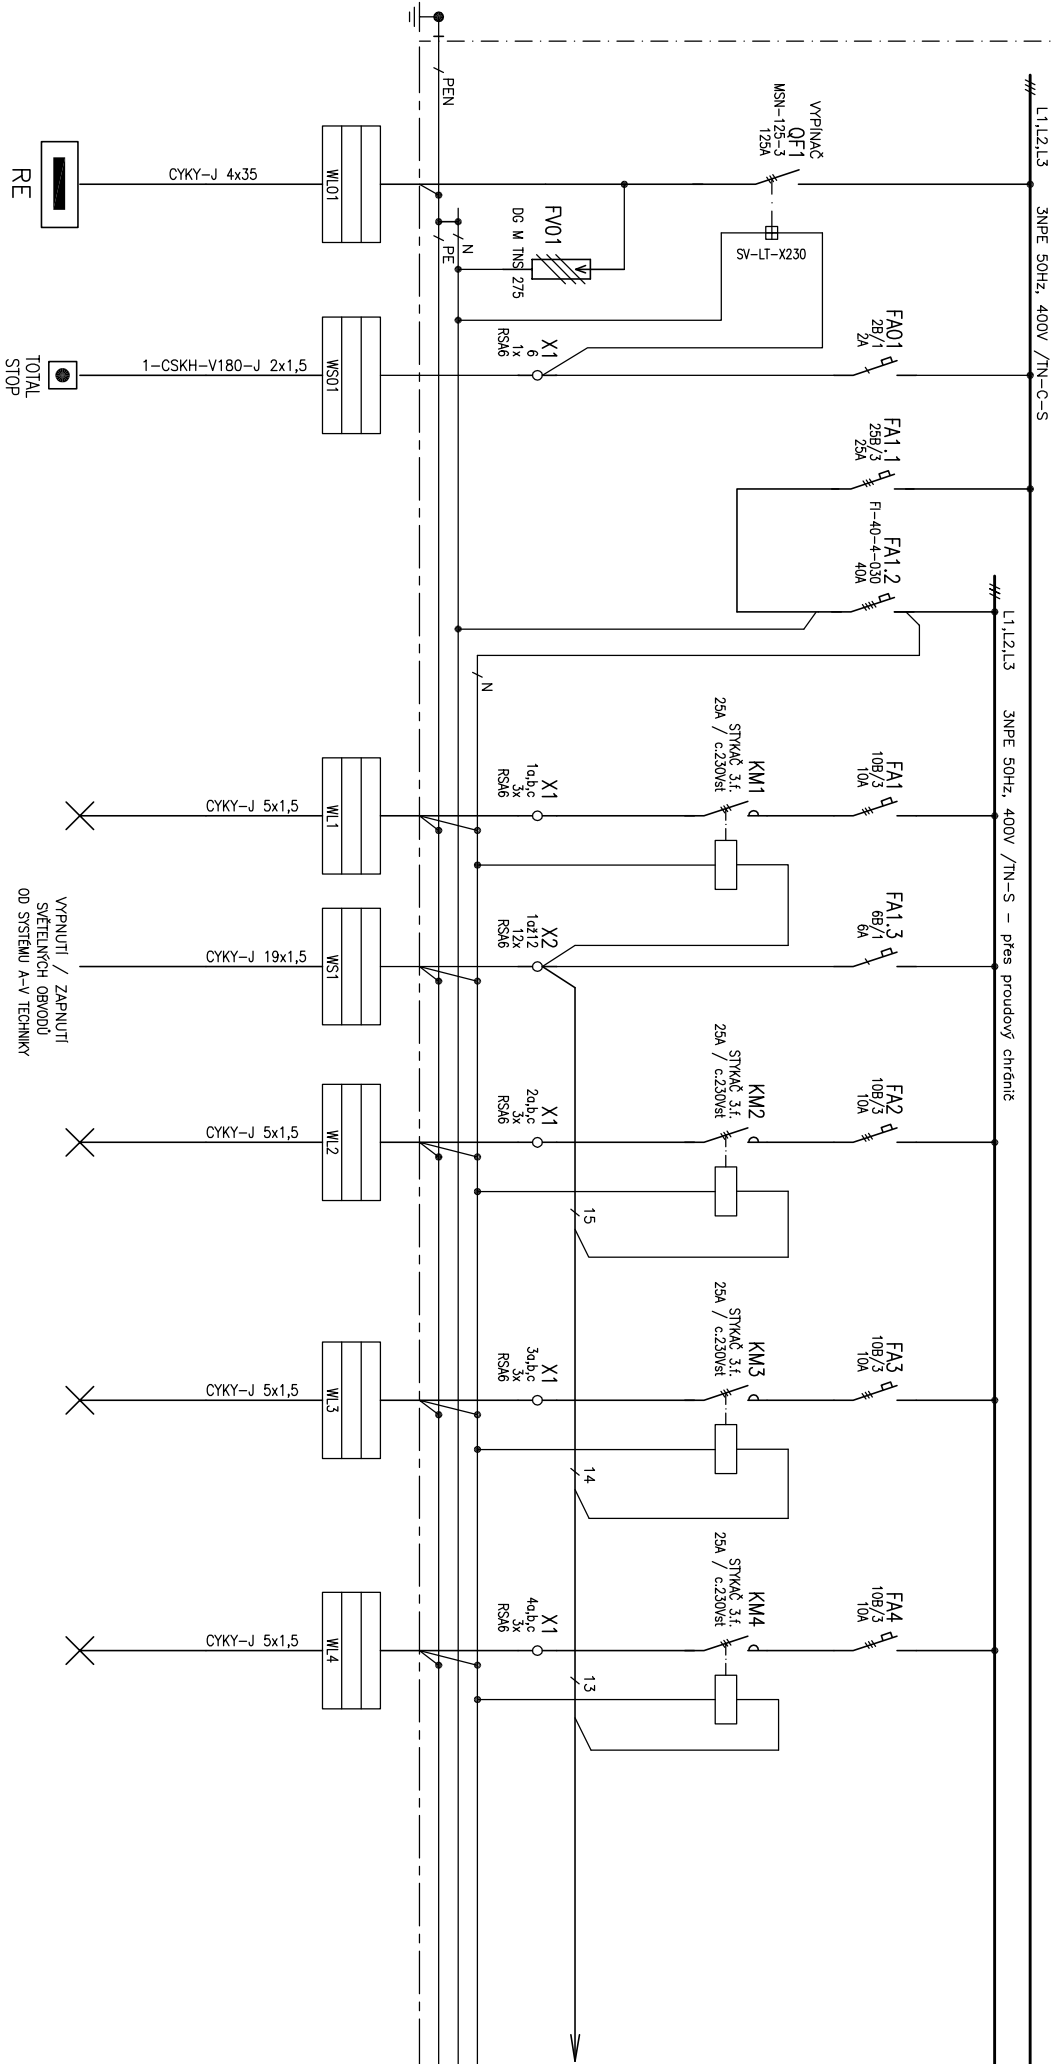 L1,L2,L3    3NPE 50Hz, 400V /TN-C-S
PEN
VYPÍNAČ
QF1
MSN-125-3
125A
SV-LT-X230
FV01
DG M TNS 275
N
PE
WL01
CYKY-J 4x35
RE
FA01
2B/1
2A
X1
6
1x
RSA6
WS01
1-CSKH-V180-J 2x1,5
TOTAL
STOP
FA1.1
25B/3
25A
FA1.2
FI-40-4-030
40A
L1,L2,L3    3NPE 50Hz, 400V /TN-S - přes proudový chránič
N
FA1
10B/3
10A
KM1
STYKAČ 3.f.
25A / c.230Vst
X1
1a,b,c
3x
RSA6
WL1
CYKY-J 5x1,5
FA1.3
6B/1
6A
X2
1až12
12x
RSA6
WS1
CYKY-J 19x1,5
VYPNUTÍ / ZAPNUTÍ
SVĚTELNÝCH OBVODŮ
OD SYSTÉMU A-V TECHNIKY
FA2
10B/3
10A
KM2
STYKAČ 3.f.
25A / c.230Vst
X1
2a,b,c
3x
RSA6
WL2
CYKY-J 5x1,5
15
FA3
10B/3
10A
KM3
STYKAČ 3.f.
25A / c.230Vst
X1
3a,b,c
3x
RSA6
WL3
CYKY-J 5x1,5
14
FA4
10B/3
10A
KM4
STYKAČ 3.f.
25A / c.230Vst
X1
4a,b,c
3x
RSA6
WL4
CYKY-J 5x1,5
13